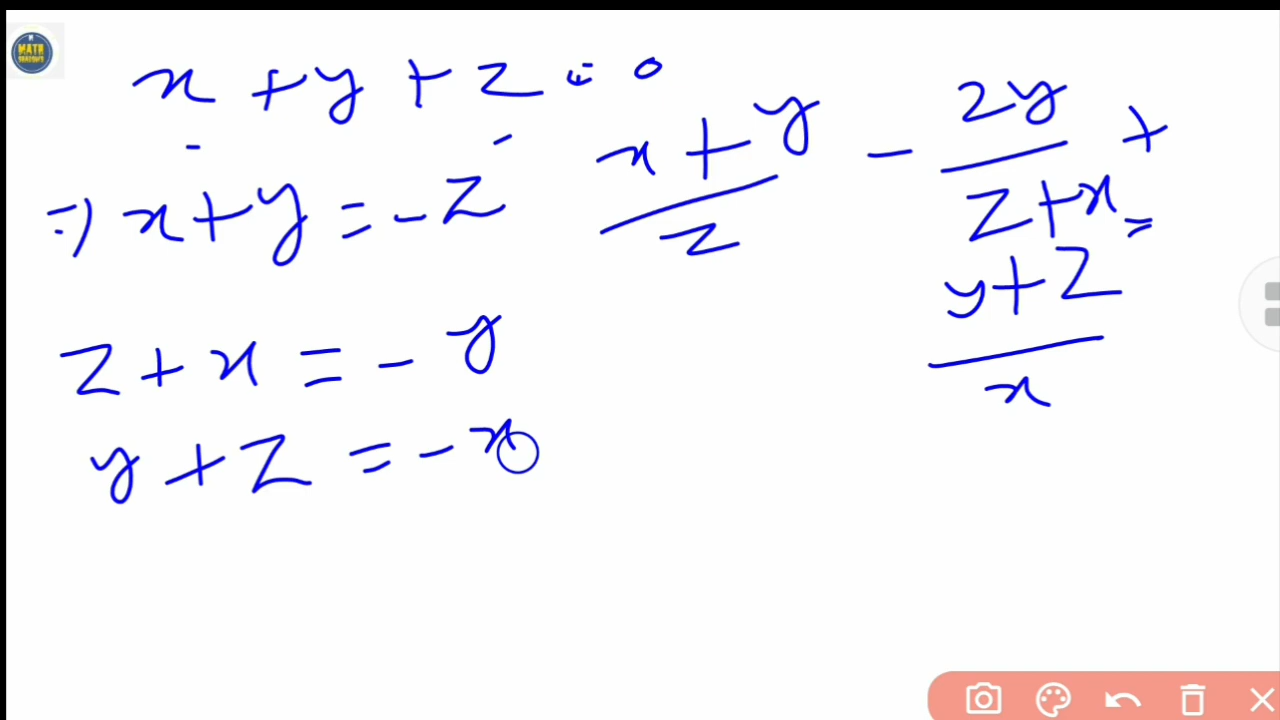 x + y + z = 0
⇒ x + y = -z
z + x = -y
y + z = -x
x + y / z - 2y / z + x +
=
y + z / x